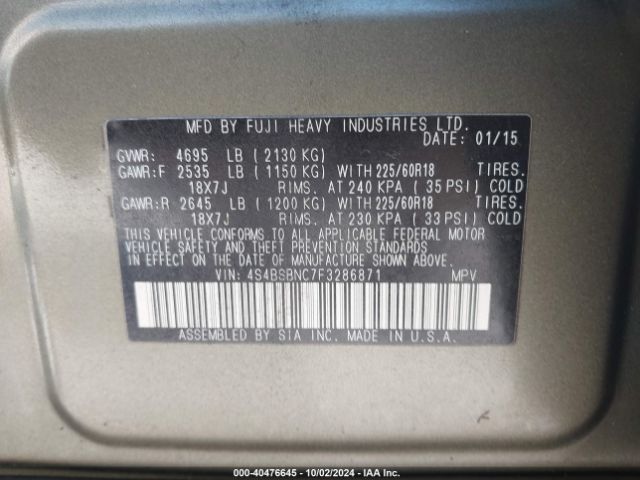 MFD BY FUJI HEAVY INDUSTRIES LTD.
DATE: 01/15
GVWR: 4695 LB (2130 KG)
GAWR:F 2535 LB (1150 KG) WITH 225/60R18 TIRES.
18X7J RIMS. AT 240 KPA (35 PSI) COLD
GAWR:R 2645 LB (1200 KG) WITH 225/60R18 TIRES.
18X7J RIMS. AT 230 KPA (33 PSI) COLD
THIS VEHICLE CONFORMS TO ALL APPLICABLE FEDERAL MOTOR
VEHICLE SAFETY AND THEFT PREVENTION STANDARDS
IN EFFECT ON THE DATE OF MANUFACTURE SHOWN ABOVE.
VIN: 4S4BSBNC7F3286871 MPV
ASSEMBLED BY SIA INC. MADE IN U.S.A.
000-40476645 - 10/02/2024 - IAA Inc.